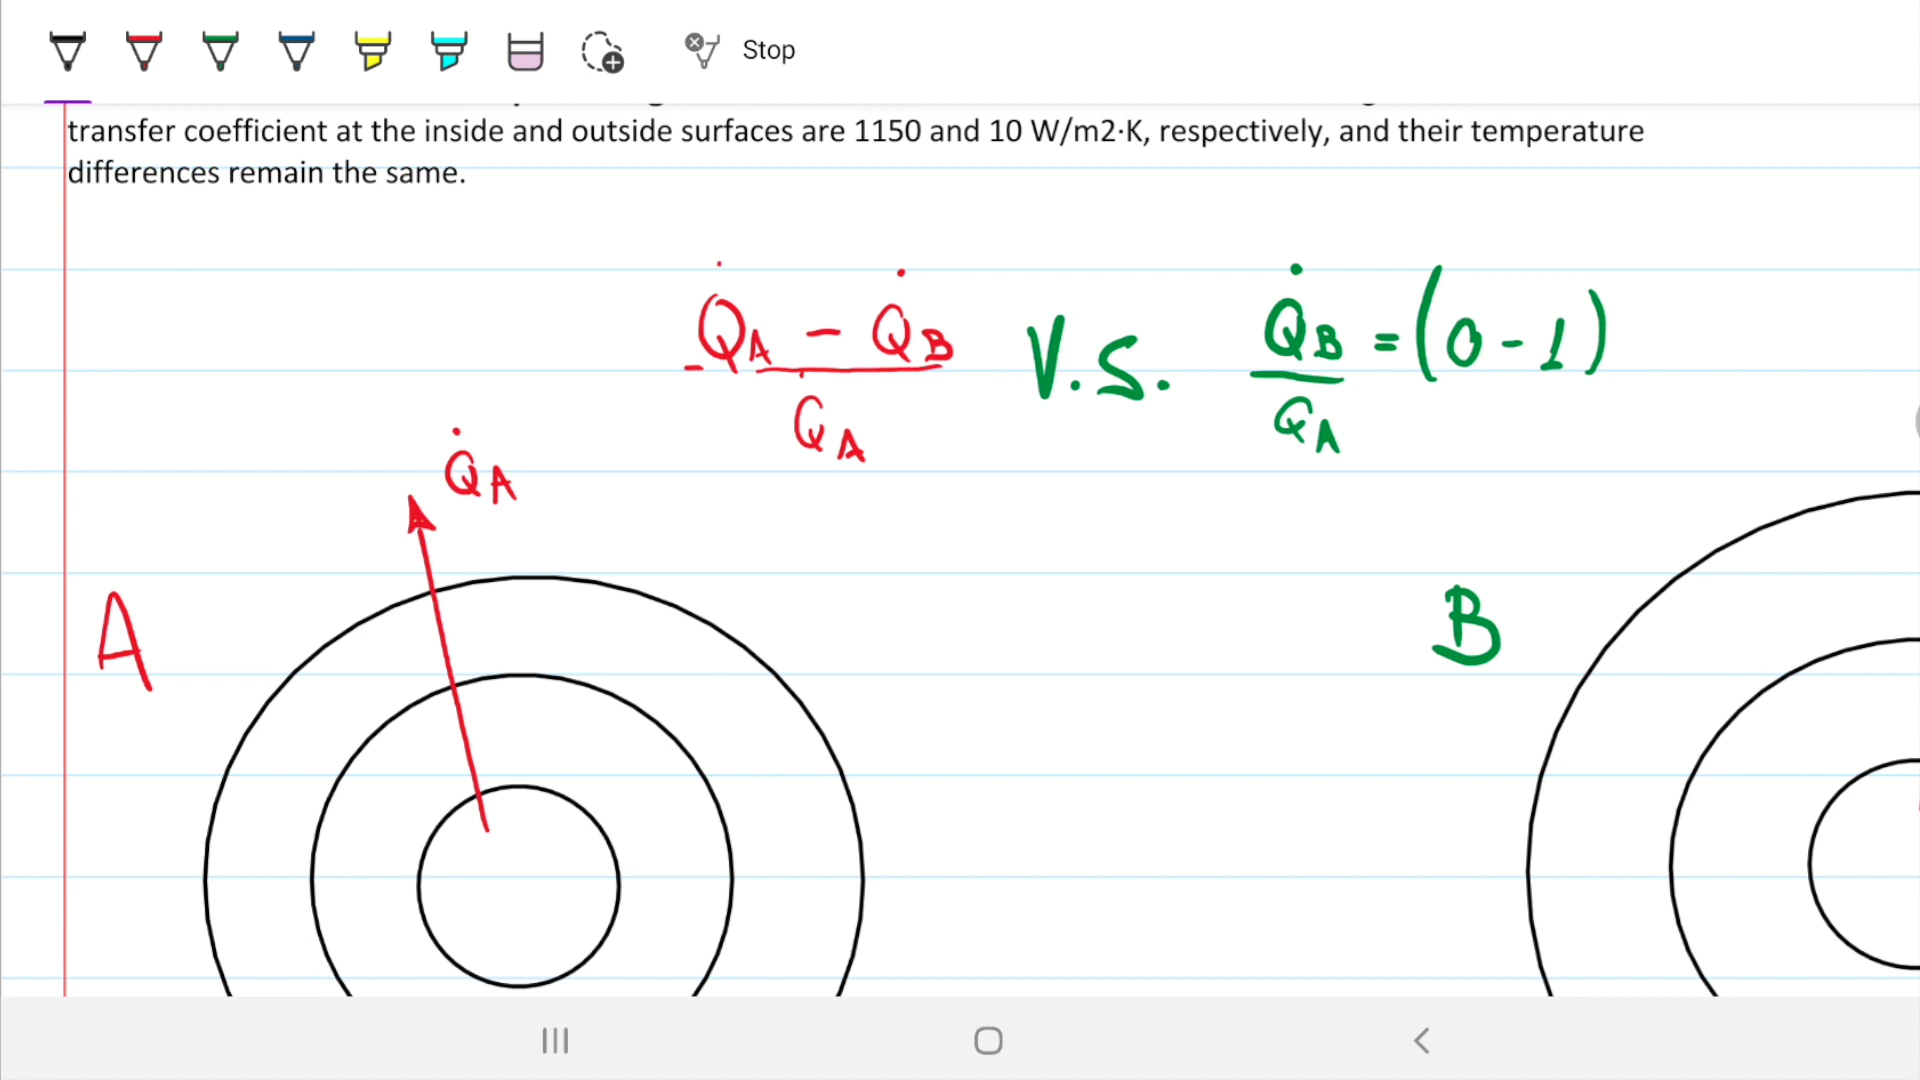 Stop
transfer coefficient at the inside and outside surfaces are 1150 and 10 W/m2·K, respectively, and their temperature
differences remain the same.
Q̇A - Q̇B V.S. Q̇B = (0-1)
Q̇A QA
Q̇A
A
B